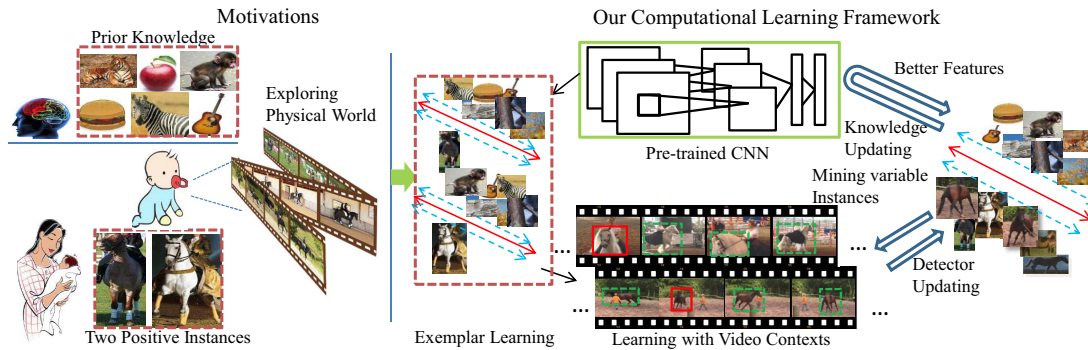 Motivations
Prior Knowledge
Exploring
Physical World
Two Positive Instances
Our Computational Learning Framework
Pre-trained CNN
Better Features
Knowledge
Updating
Mining variable
Instances
...
...
...
...
Detector
Updating
Exemplar Learning
Learning with Video Contexts